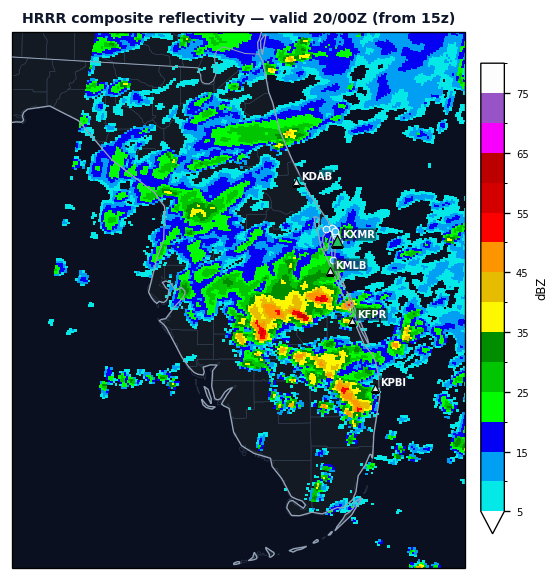 HRRR composite reflectivity — valid 20/00Z (from 15z)
KDAB
KXMR
KMLB
KFPR
KPBI
75
65
55
45
35
25
15
5
dBZ